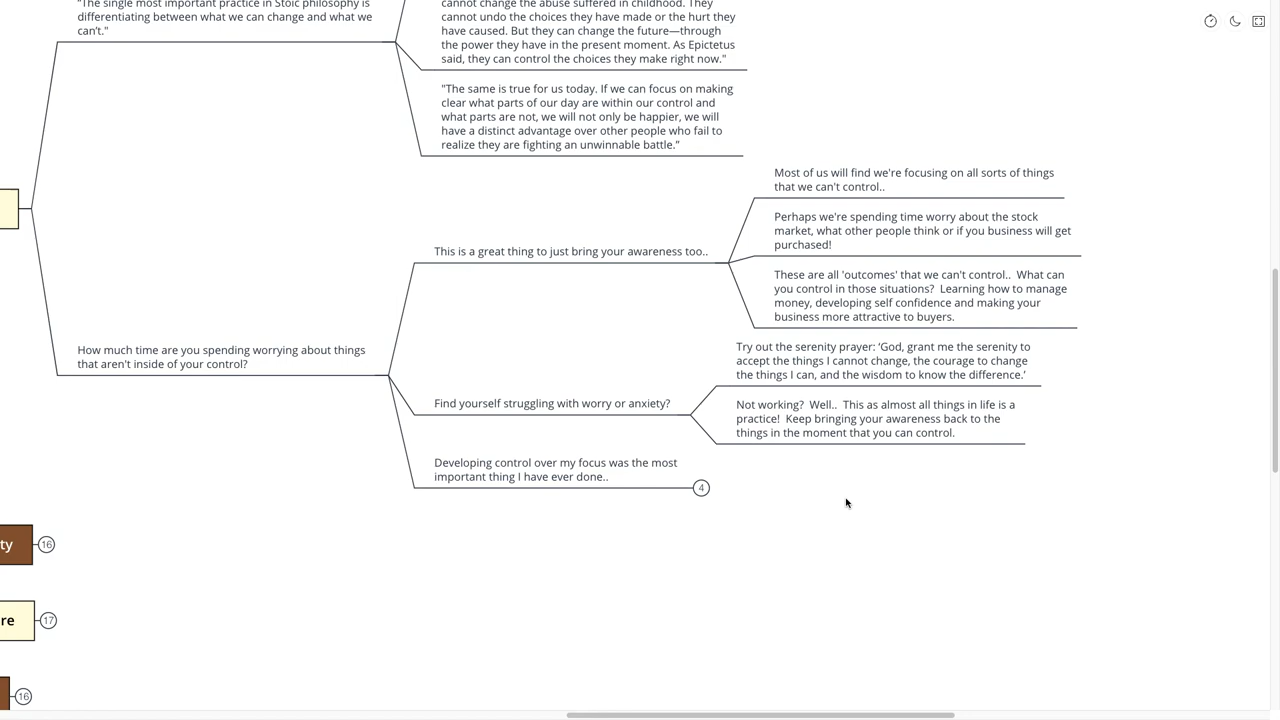 "The single most important practice in Stoic philosophy is
differentiating between what we can change and what we
can't."
cannot change the abuse suffered in childhood. They
cannot undo the choices they have made or the hurt they
have caused. But they can change the future—through
the power they have in the present moment. As Epictetus
said, they can control the choices they make right now."
"The same is true for us today. If we can focus on making
clear what parts of our day are within our control and
what parts are not, we will not only be happier, we will
have a distinct advantage over other people who fail to
realize they are fighting an unwinnable battle."
How much time are you spending worrying about things
that aren't inside of your control?
This is a great thing to just bring your awareness too..
Most of us will find we're focusing on all sorts of things
that we can't control..
Perhaps we're spending time worry about the stock
market, what other people think or if you business will get
purchased!
These are all 'outcomes' that we can't control..  What can
you control in those situations?  Learning how to manage
money, developing self confidence and making your
business more attractive to buyers.
Find yourself struggling with worry or anxiety?
Try out the serenity prayer: ‘God, grant me the serenity to
accept the things I cannot change, the courage to change
the things I can, and the wisdom to know the difference.’
Not working?  Well..  This as almost all things in life is a
practice!  Keep bringing your awareness back to the
things in the moment that you can control.
Developing control over my focus was the most
important thing I have ever done..
4
ty
16
re
17
16